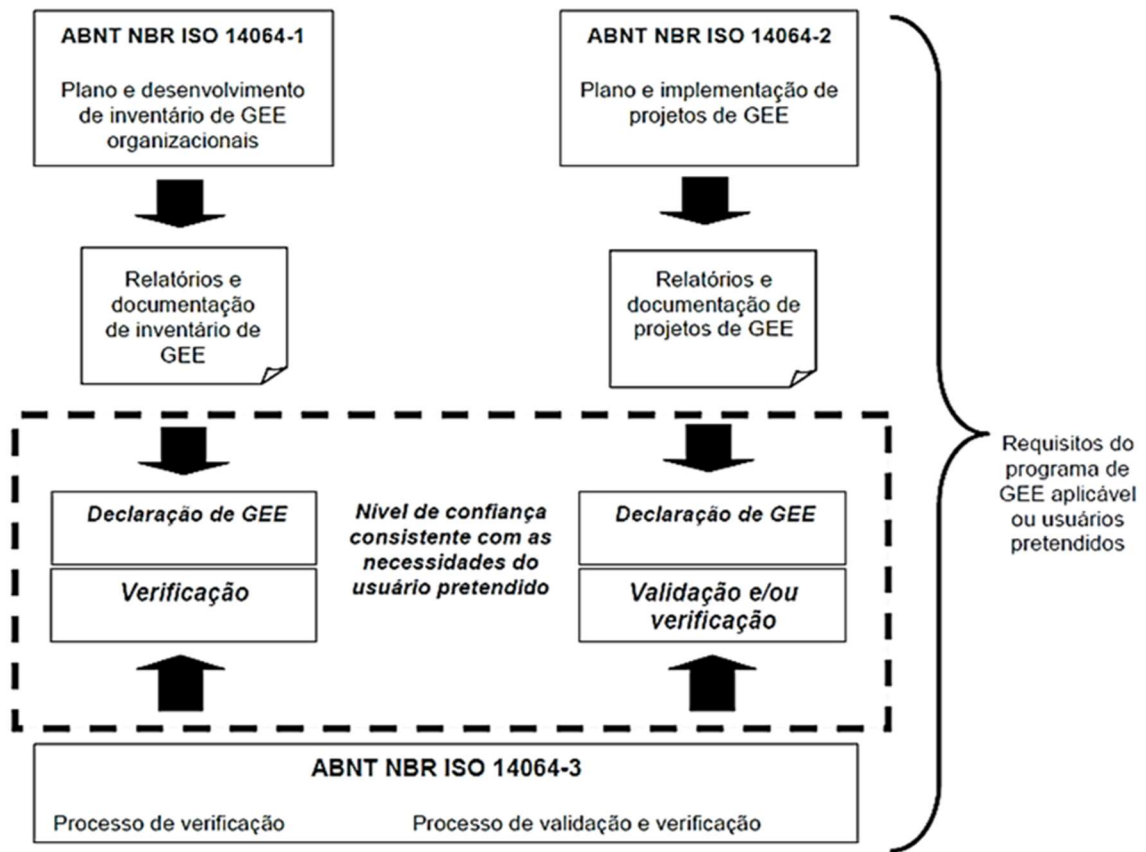 ABNT NBR ISO 14064-1
Plano e desenvolvimento
de inventário de GEE
organizacionais
ABNT NBR ISO 14064-2
Plano e implementação de
projetos de GEE
Relatórios e
documentação
de inventário de
GEE
Relatórios e
documentação de
projetos de GEE
Declaração de GEE
Verificação
Nível de confiança
consistente com as
necessidades do
usuário pretendido
Declaração de GEE
Validação e/ou
verificação
Requisitos do
programa de
GEE aplicável
ou usuários
pretendidos
ABNT NBR ISO 14064-3
Processo de verificação
Processo de validação e verificação